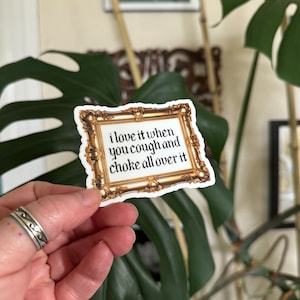 i love it when
you cough and
choke all over it